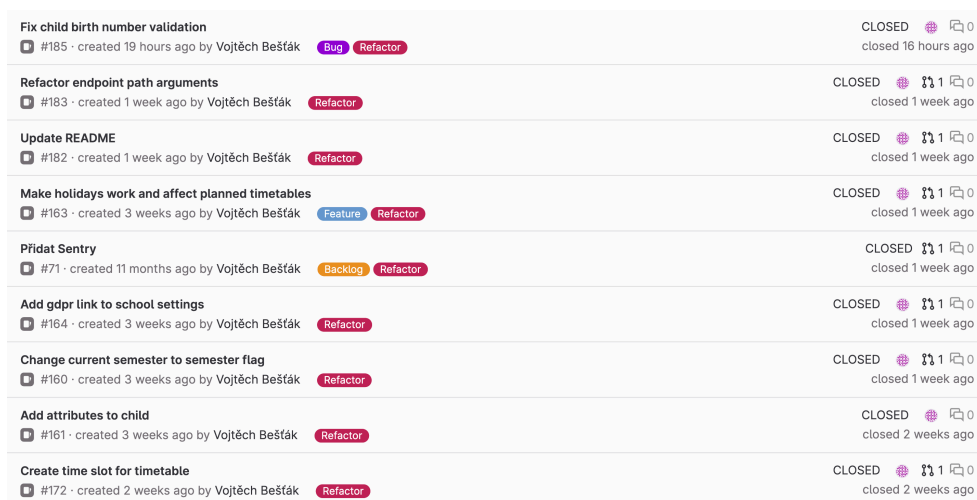 Fix child birth number validation
CLOSED 0
#185 · created 19 hours ago by Vojtěch Bešťák Bug Refactor
closed 16 hours ago
Refactor endpoint path arguments
CLOSED 1 0
#183 · created 1 week ago by Vojtěch Bešťák Refactor
closed 1 week ago
Update README
CLOSED 1 0
#182 · created 1 week ago by Vojtěch Bešťák Refactor
closed 1 week ago
Make holidays work and affect planned timetables
CLOSED 1 0
#163 · created 3 weeks ago by Vojtěch Bešťák Feature Refactor
closed 1 week ago
Přidat Sentry
CLOSED 1 0
#71 · created 11 months ago by Vojtěch Bešťák Backlog Refactor
closed 1 week ago
Add gdpr link to school settings
CLOSED 1 0
#164 · created 3 weeks ago by Vojtěch Bešťák Refactor
closed 1 week ago
Change current semester to semester flag
CLOSED 1 0
#160 · created 3 weeks ago by Vojtěch Bešťák Refactor
closed 1 week ago
Add attributes to child
CLOSED 0
#161 · created 3 weeks ago by Vojtěch Bešťák Refactor
closed 2 weeks ago
Create time slot for timetable
CLOSED 1 0
#172 · created 2 weeks ago by Vojtěch Bešťák Refactor
closed 2 weeks ago